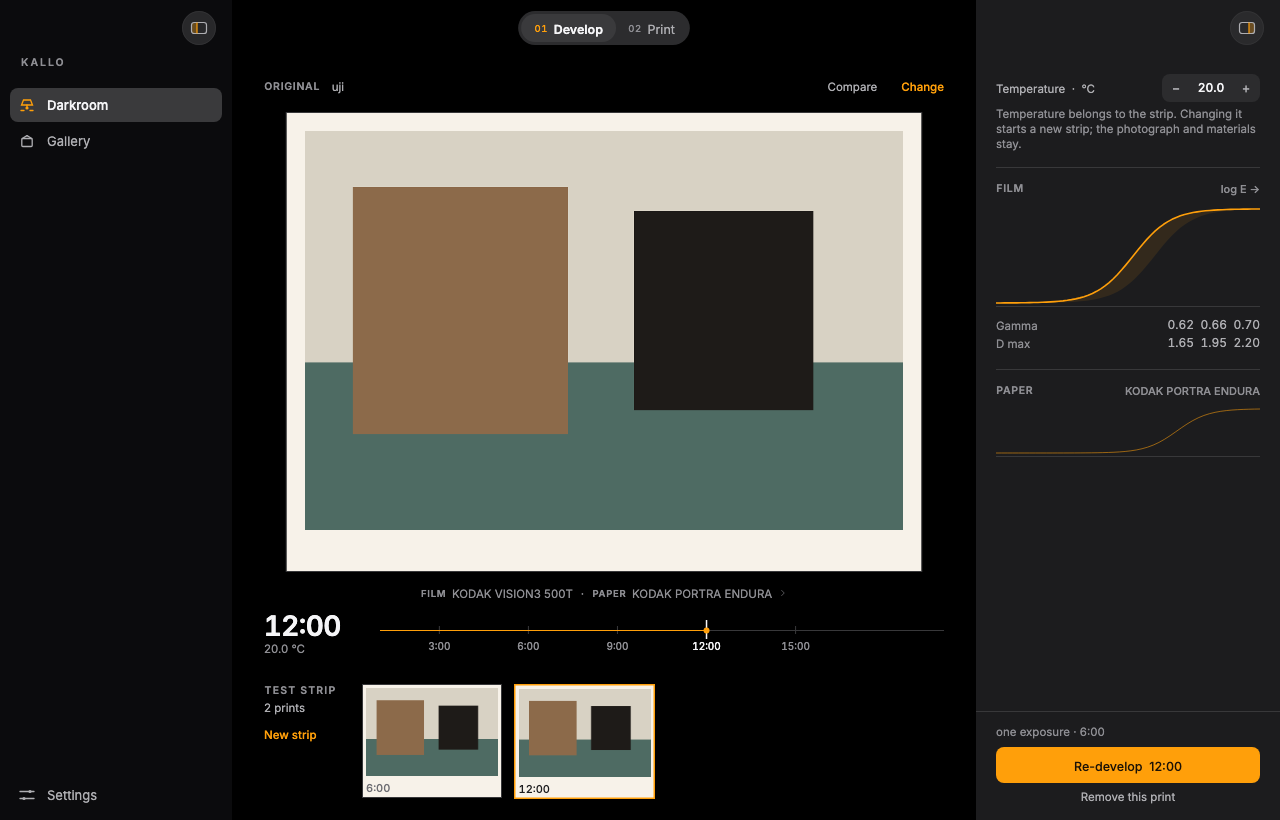 KALLO
Darkroom
Gallery
Settings
01 Develop 02 Print
ORIGINAL uji
Compare Change
FILM KODAK VISION3 500T · PAPER KODAK PORTRA ENDURA ›
12:00
20.0 °C
3:00 6:00 9:00 12:00 15:00
TEST STRIP
2 prints
New strip
6:00
12:00
Temperature · °C − 20.0 +
Temperature belongs to the strip. Changing it
starts a new strip; the photograph and materials
stay.
FILM log E →
Gamma 0.62 0.66 0.70
D max 1.65 1.95 2.20
PAPER KODAK PORTRA ENDURA
one exposure · 6:00
Re-develop 12:00
Remove this print